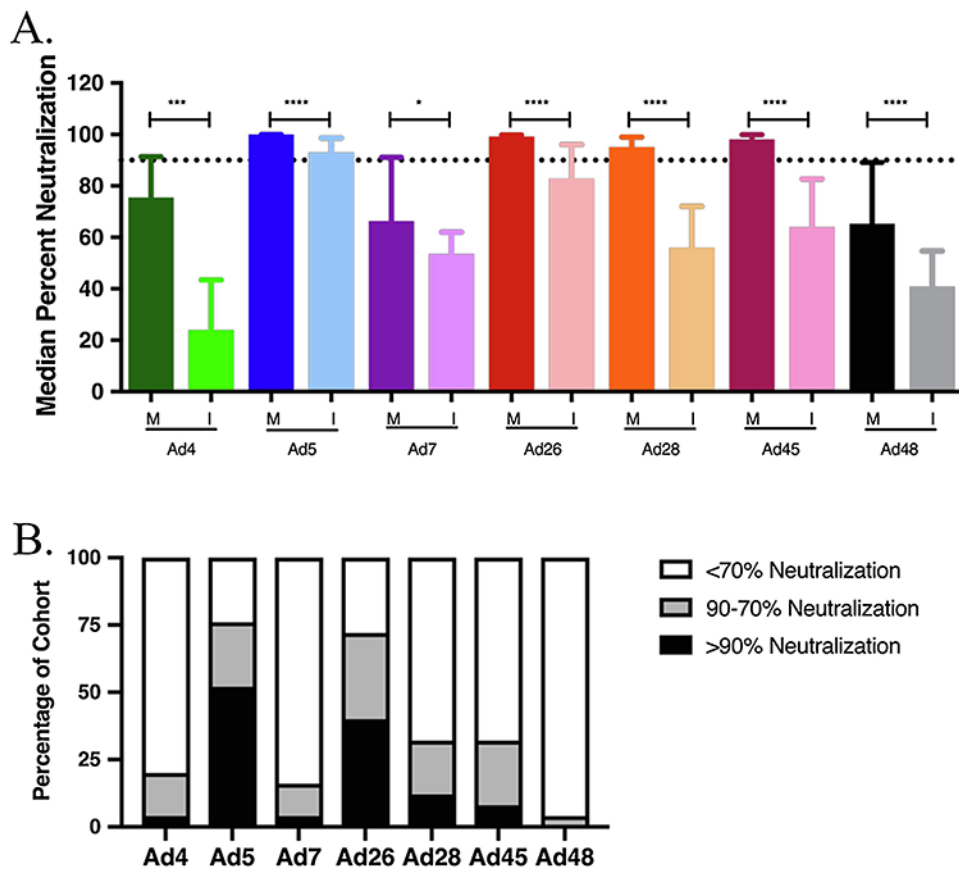 A.
Median Percent Neutralization
120
100
80
60
40
20
0
*** **** * **** **** **** ****
M I M I M I M I M I M I M I
Ad4 Ad5 Ad7 Ad26 Ad28 Ad45 Ad48
B.
Percentage of Cohort
100
75
50
25
0
Ad4 Ad5 Ad7 Ad26 Ad28 Ad45 Ad48
<70% Neutralization
90-70% Neutralization
>90% Neutralization